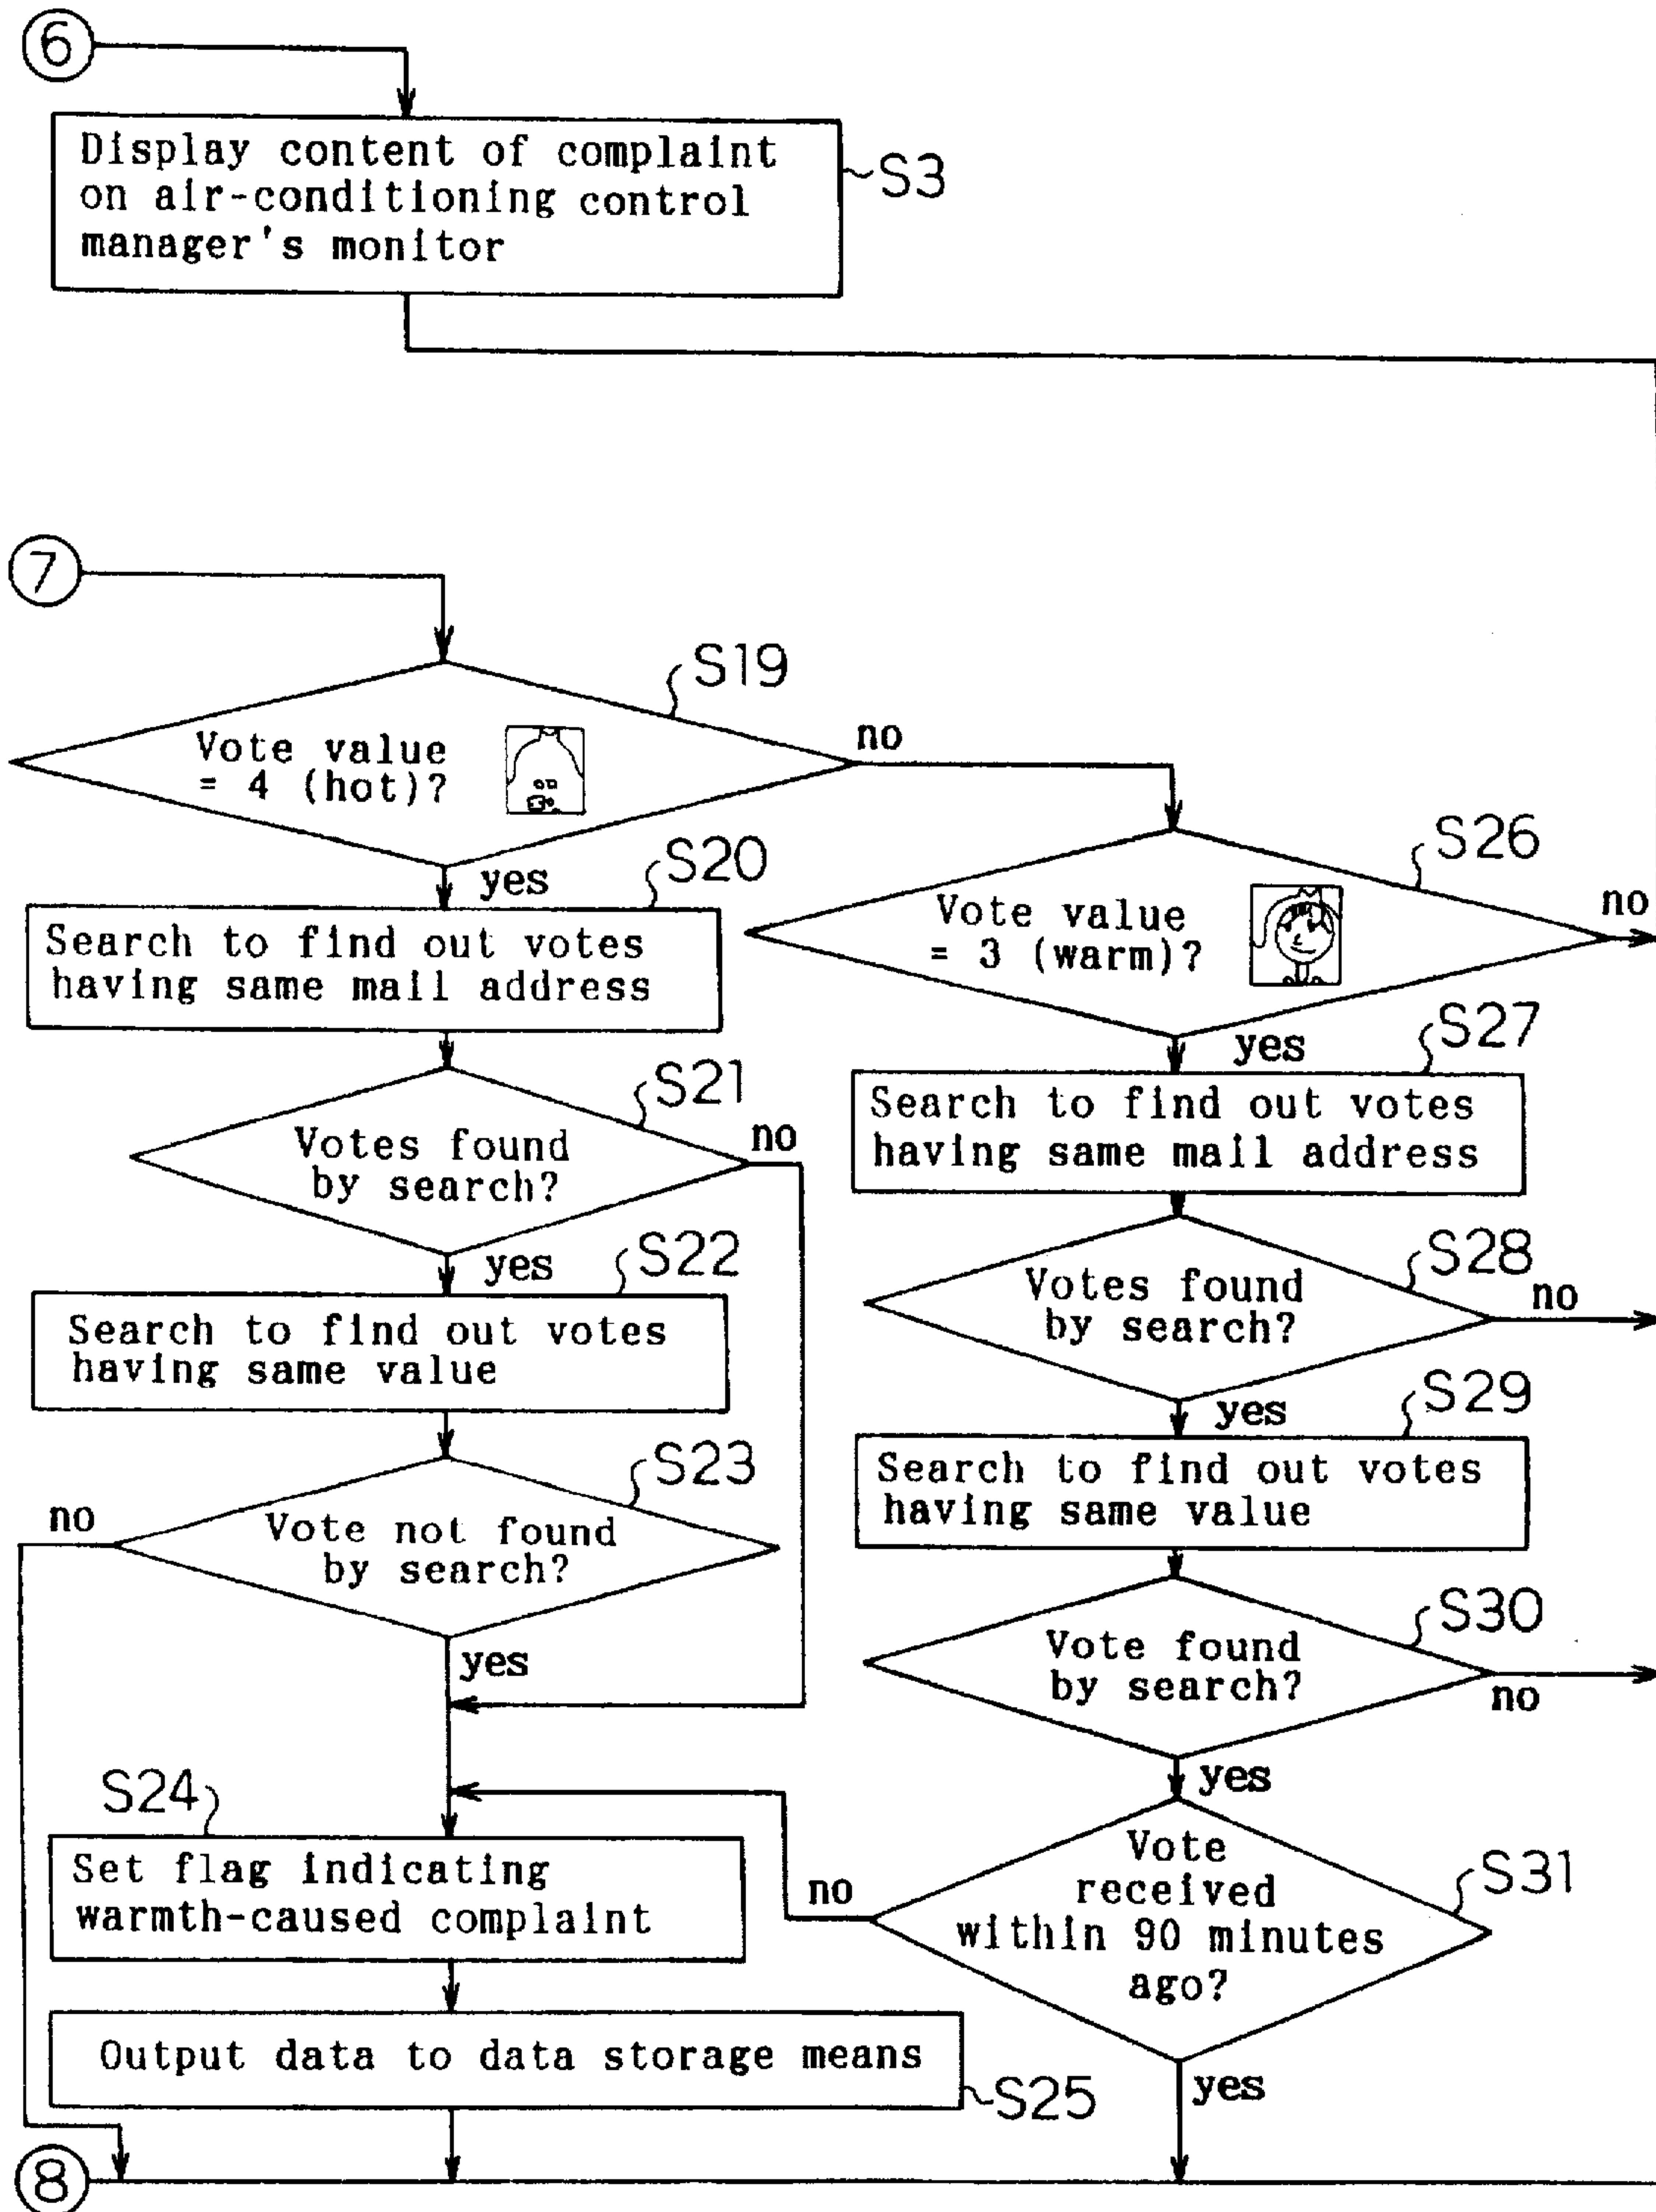 6
Display content of complaint
on air-conditioning control
manager's monitor
S3
7
S19
Vote value
= 4 (hot)?
no
yes
S20
Search to find out votes
having same mail address
S21
Votes found
by search?
no
yes
S22
Search to find out votes
having same value
S23
no
Vote not found
by search?
yes
S24
Set flag indicating
warmth-caused complaint
Output data to data storage means
S25
8
S26
Vote value
= 3 (warm)?
no
yes
S27
Search to find out votes
having same mail address
S28
Votes found
by search?
no
yes
S29
Search to find out votes
having same value
S30
Vote found
by search?
no
yes
S31
Vote
received
within 90 minutes
ago?
no
yes